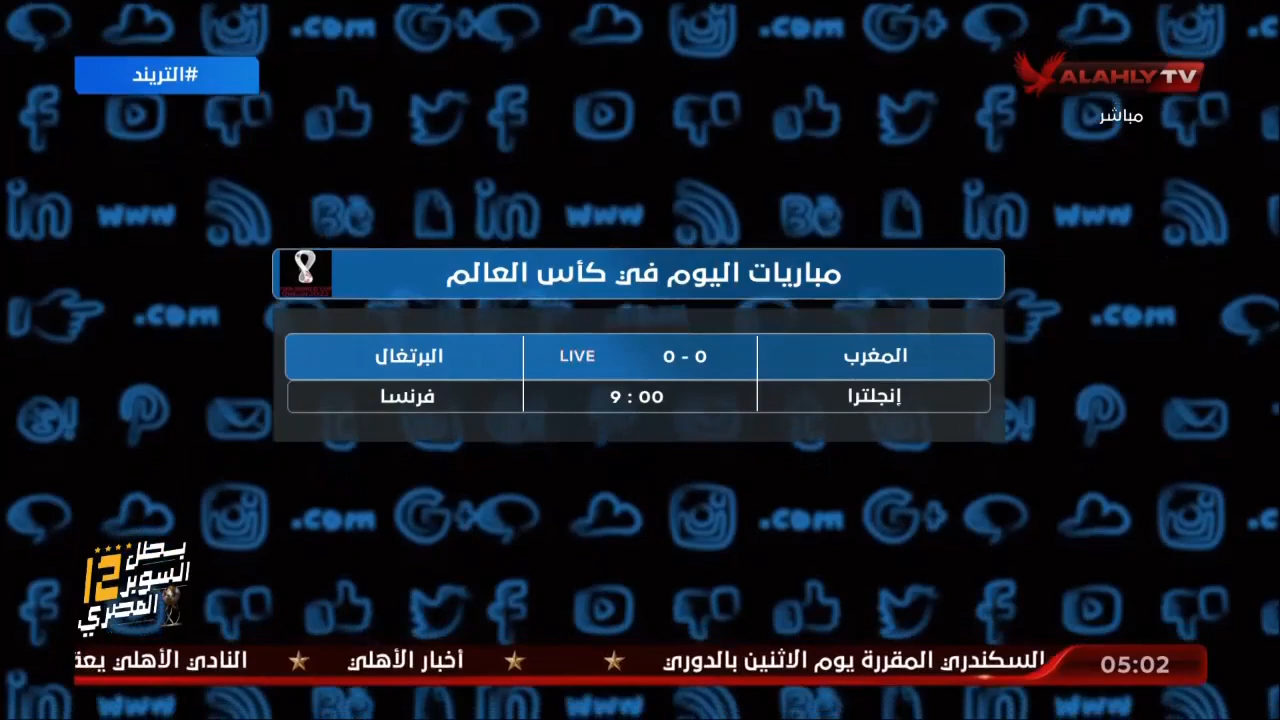 #التريند
ALAHLY TV
مباشر
مباريات اليوم في كأس العالم
المغرب 0 - 0 LIVE البرتغال
إنجلترا 9 : 00 فرنسا
بطل
السوبر 12
المصري
05:02 السكندري المقررة يوم الاثنين بالدوري أخبار الأهلي النادي الأهلي يعق